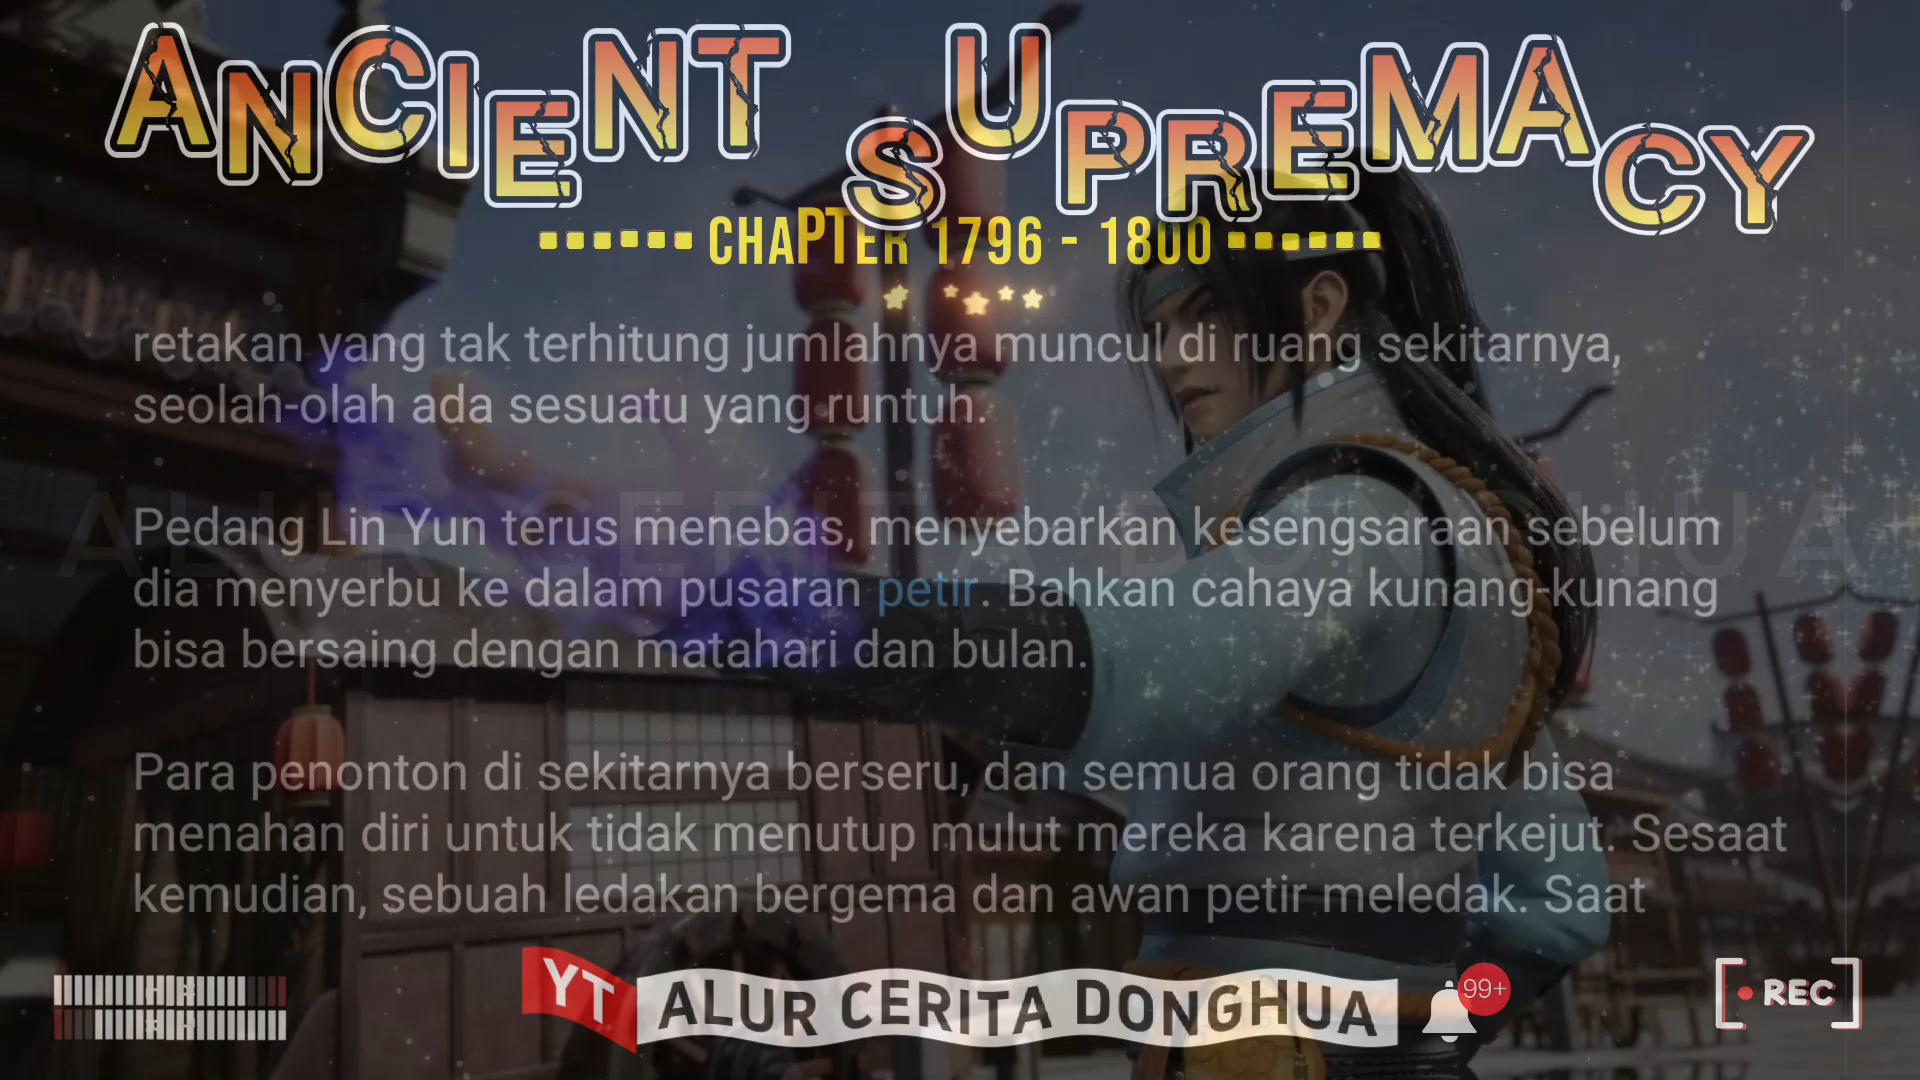 ANCIENT SUPREMACY
CHAPTER 1796 - 1800
retakan yang tak terhitung jumlahnya muncul di ruang sekitarnya,
seolah-olah ada sesuatu yang runtuh.
ALUR CERITA DONGHUA
Pedang Lin Yun terus menebas, menyebarkan kesengsaraan sebelum
dia menyerbu ke dalam pusaran petir. Bahkan cahaya kunang-kunang
bisa bersaing dengan matahari dan bulan.
Para penonton di sekitarnya berseru, dan semua orang tidak bisa
menahan diri untuk tidak menutup mulut mereka karena terkejut. Sesaat
kemudian, sebuah ledakan bergema dan awan petir meledak. Saat
YT ALUR CERITA DONGHUA
99+
REC